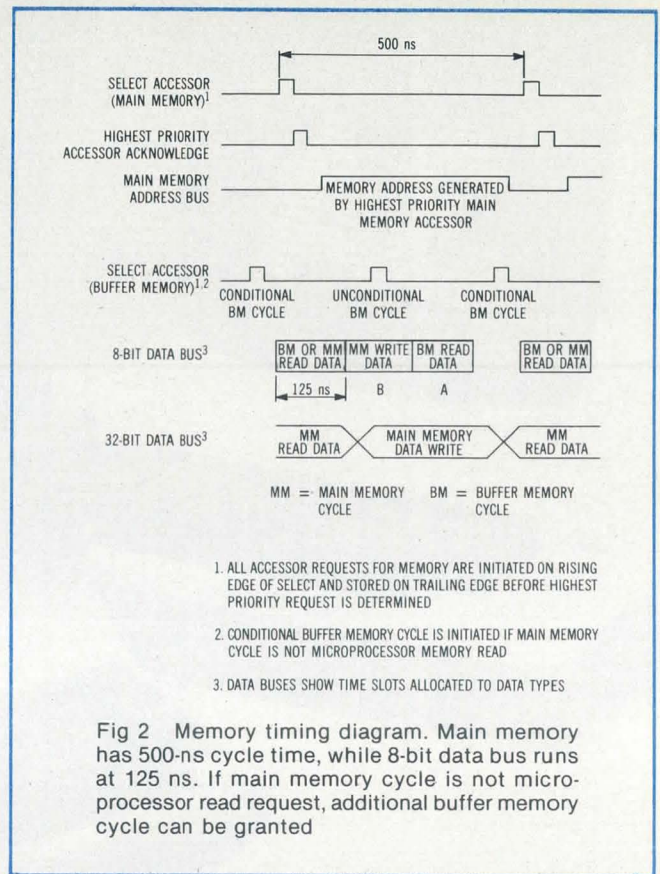 500 ns
SELECT ACCESSOR
(MAIN MEMORY)1
HIGHEST PRIORITY
ACCESSOR ACKNOWLEDGE
MAIN MEMORY
ADDRESS BUS
MEMORY ADDRESS GENERATED
BY HIGHEST PRIORITY MAIN
MEMORY ACCESSOR
SELECT ACCESSOR
(BUFFER MEMORY)1,2
CONDITIONAL
BM CYCLE
UNCONDITIONAL
BM CYCLE
CONDITIONAL
BM CYCLE
8-BIT DATA BUS3
BM OR MM
READ DATA
MM WRITE
DATA
BM READ
DATA
BM OR MM
READ DATA
125 ns
B
A
32-BIT DATA BUS3
MM
READ DATA
MAIN MEMORY
DATA WRITE
MM
READ DATA
MM = MAIN MEMORY
CYCLE
BM = BUFFER MEMORY
CYCLE
1. ALL ACCESSOR REQUESTS FOR MEMORY ARE INITIATED ON RISING
EDGE OF SELECT AND STORED ON TRAILING EDGE BEFORE HIGHEST
PRIORITY REQUEST IS DETERMINED
2. CONDITIONAL BUFFER MEMORY CYCLE IS INITIATED IF MAIN MEMORY
CYCLE IS NOT MICROPROCESSOR MEMORY READ
3. DATA BUSES SHOW TIME SLOTS ALLOCATED TO DATA TYPES
Fig 2 Memory timing diagram. Main memory
has 500-ns cycle time, while 8-bit data bus runs
at 125 ns. If main memory cycle is not micro-
processor read request, additional buffer memory
cycle can be granted